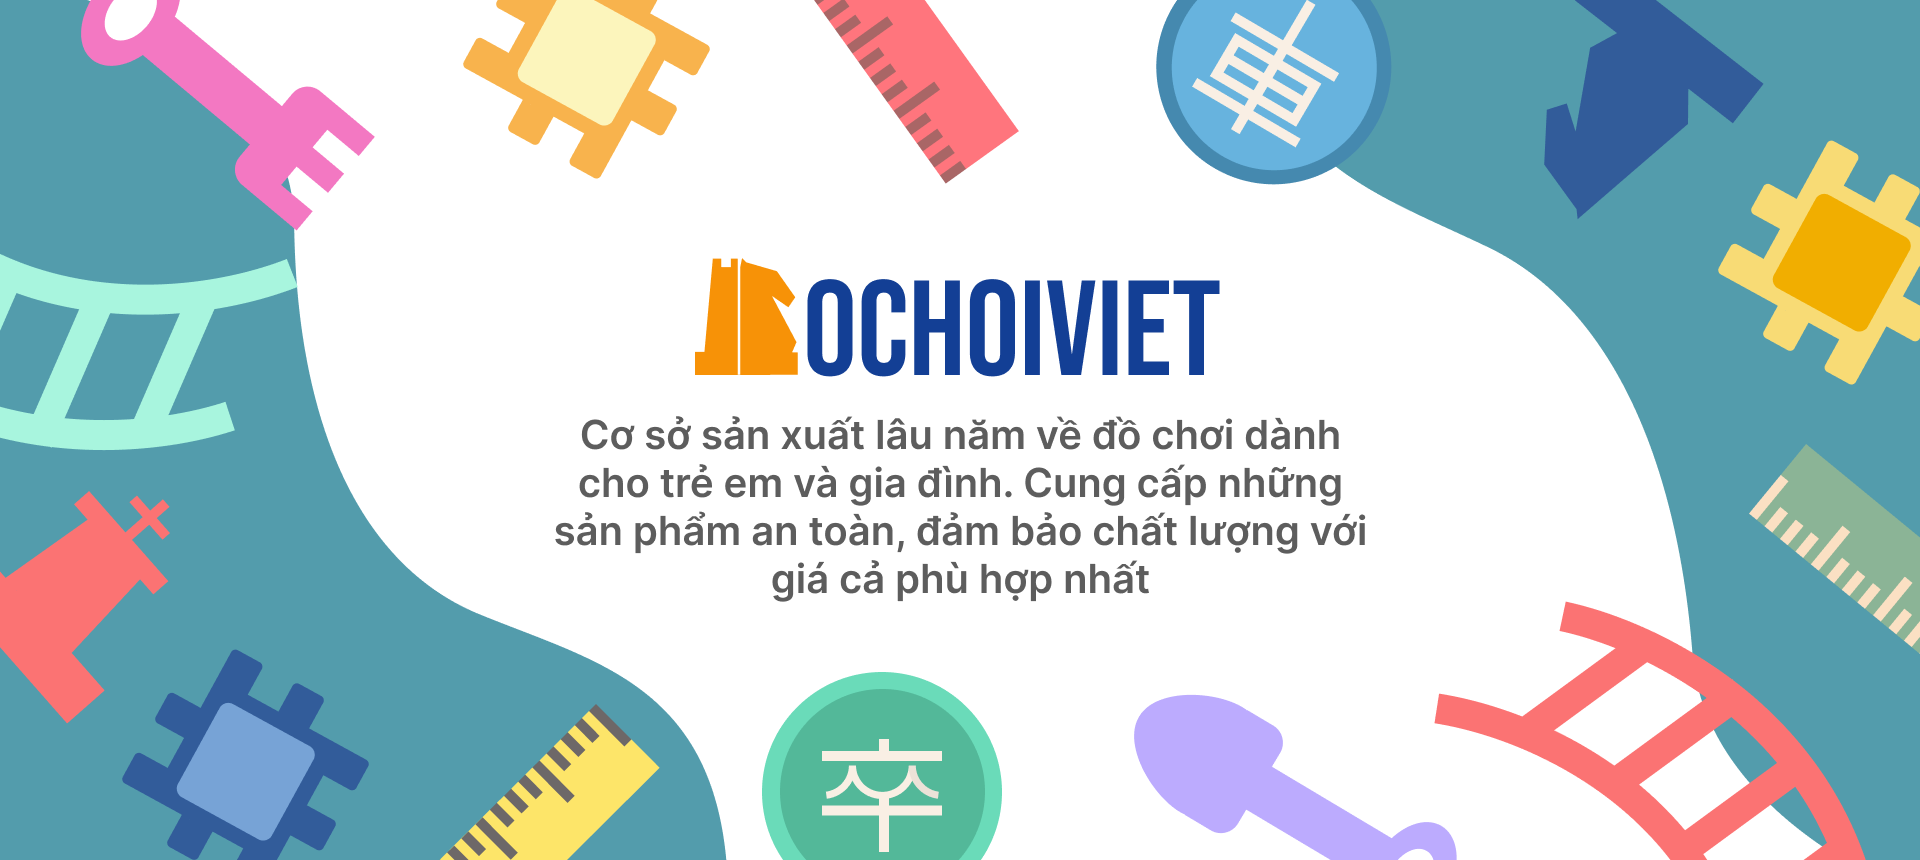 車
OCHOIVIET
Cơ sở sản xuất lâu năm về đồ chơi dành
cho trẻ em và gia đình. Cung cấp những
sản phẩm an toàn, đảm bảo chất lượng với
giá cả phù hợp nhất
卒